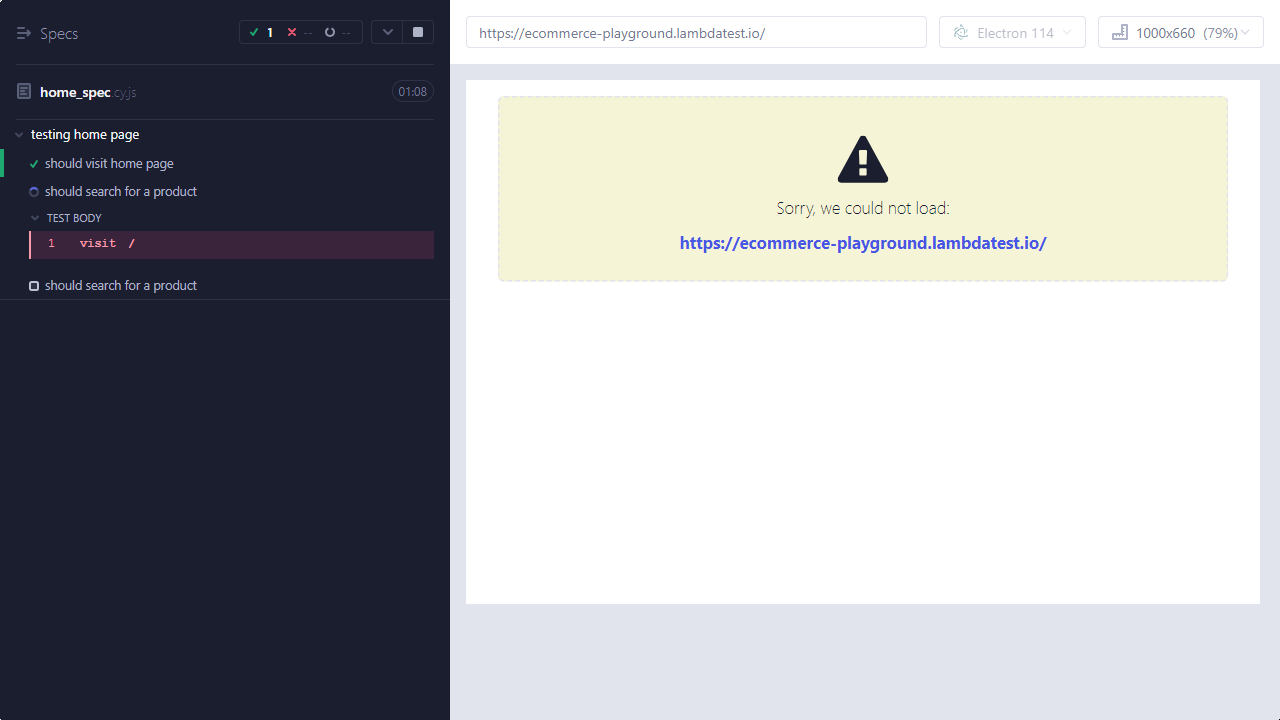 Specs
1
--
--
https://ecommerce-playground.lambdatest.io/
Electron 114
1000x660 (79%)
home_spec.cy.js
01:08
testing home page
should visit home page
should search for a product
TEST BODY
1 visit /
should search for a product
Sorry, we could not load:
https://ecommerce-playground.lambdatest.io/